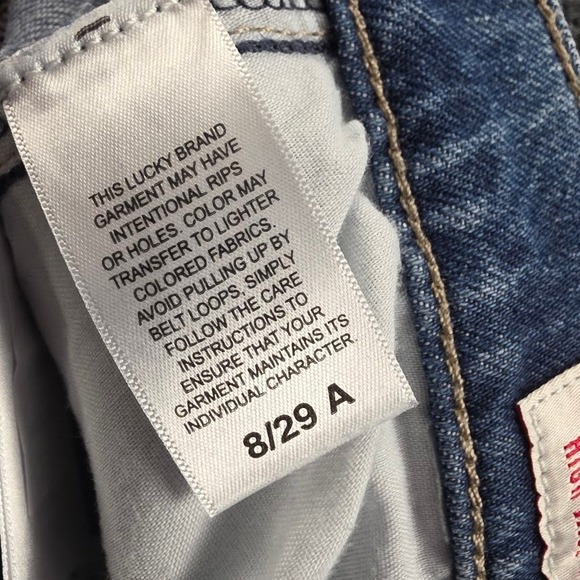 THIS LUCKY BRAND
GARMENT MAY HAVE
INTENTIONAL RIPS
OR HOLES. COLOR MAY
TRANSFER TO LIGHTER
COLORED FABRICS.
AVOID PULLING UP BY
BELT LOOPS. SIMPLY
FOLLOW THE CARE
INSTRUCTIONS TO
ENSURE THAT YOUR
GARMENT MAINTAINS ITS
INDIVIDUAL CHARACTER.
8/29 A